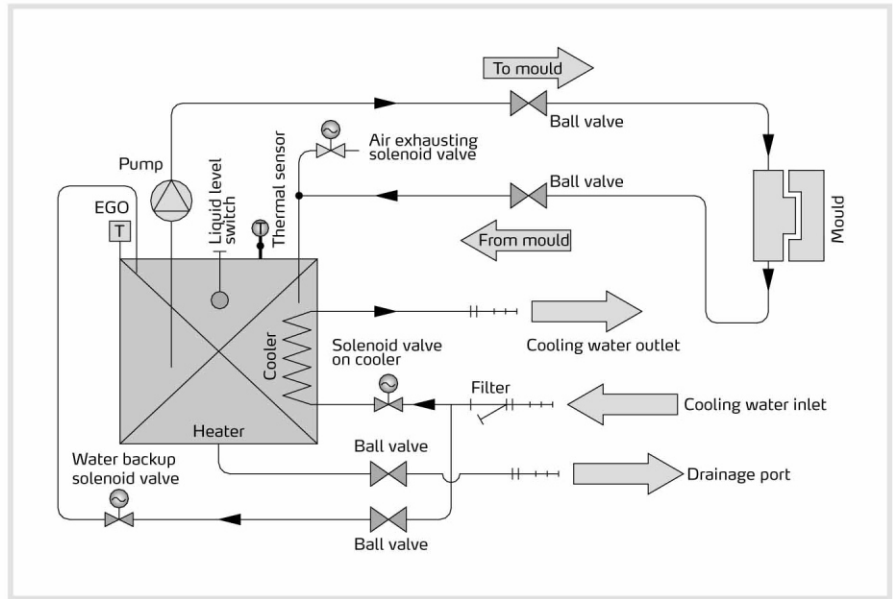 To mould
Ball valve
Air exhausting
solenoid valve
Thermal sensor
Pump
Liquid level
switch
Ball valve
EGO
T
T
From mould
Mould
Cooling water outlet
Solenoid valve
on cooler
Cooler
Filter
Cooling water inlet
Heater
Ball valve
Water backup
solenoid valve
Drainage port
Ball valve